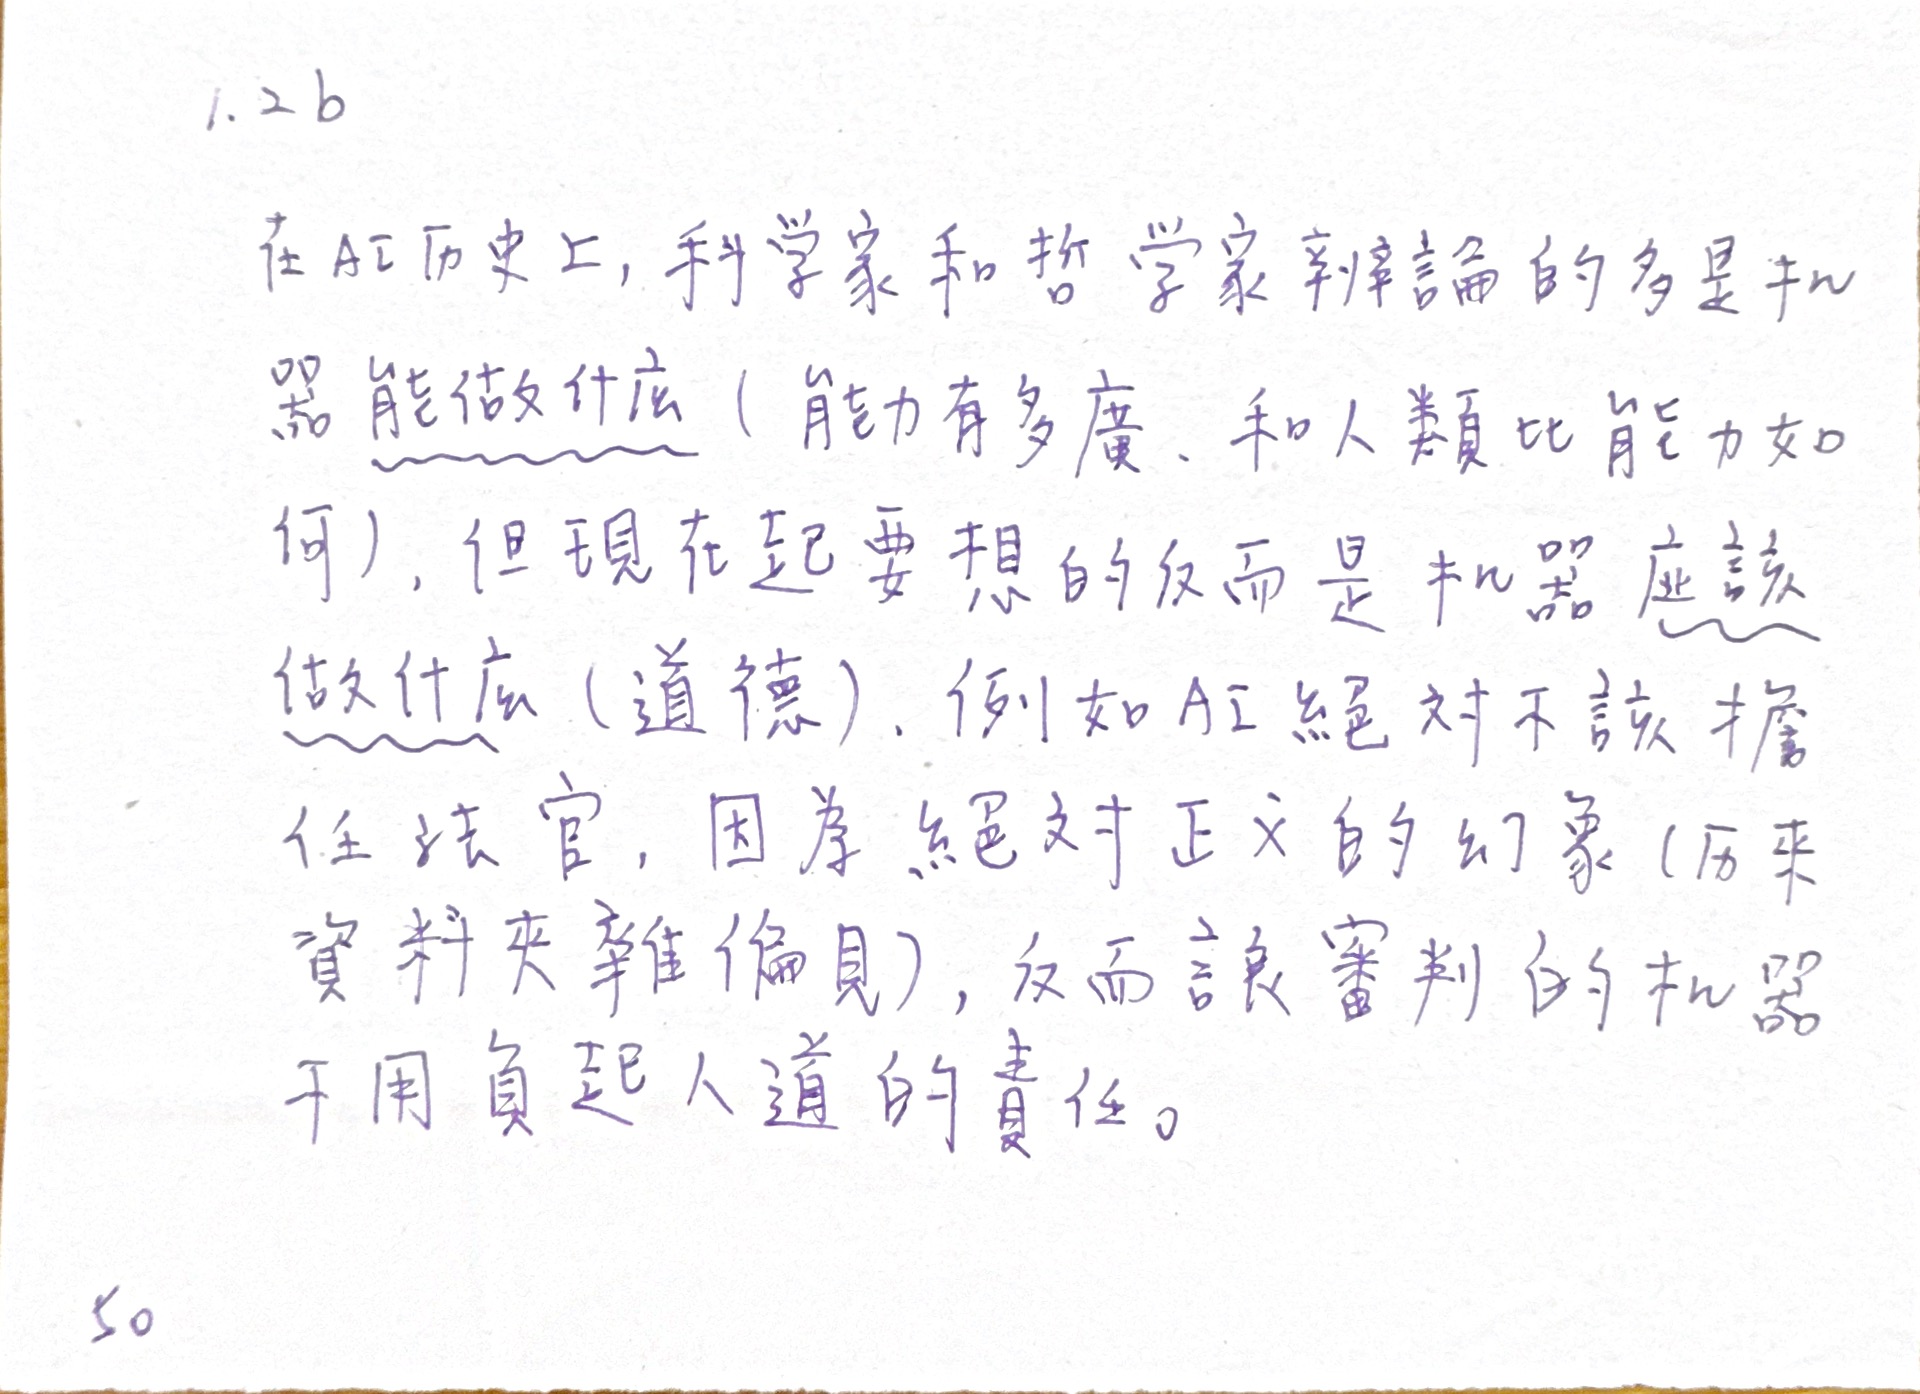 1.2b
在AI历史上,科学家和哲学家辨論的多是机
器能做什庅(能力有多廣、和人類比能力如
何),但現在起要想的反而是机器应該
做什庅(道德)、例如AI絕对不該擔
任法官,因為絕对正义的幻象(历来
資料夾雜偏見),反而讓審判的机器
不用負起人道的責任。
50